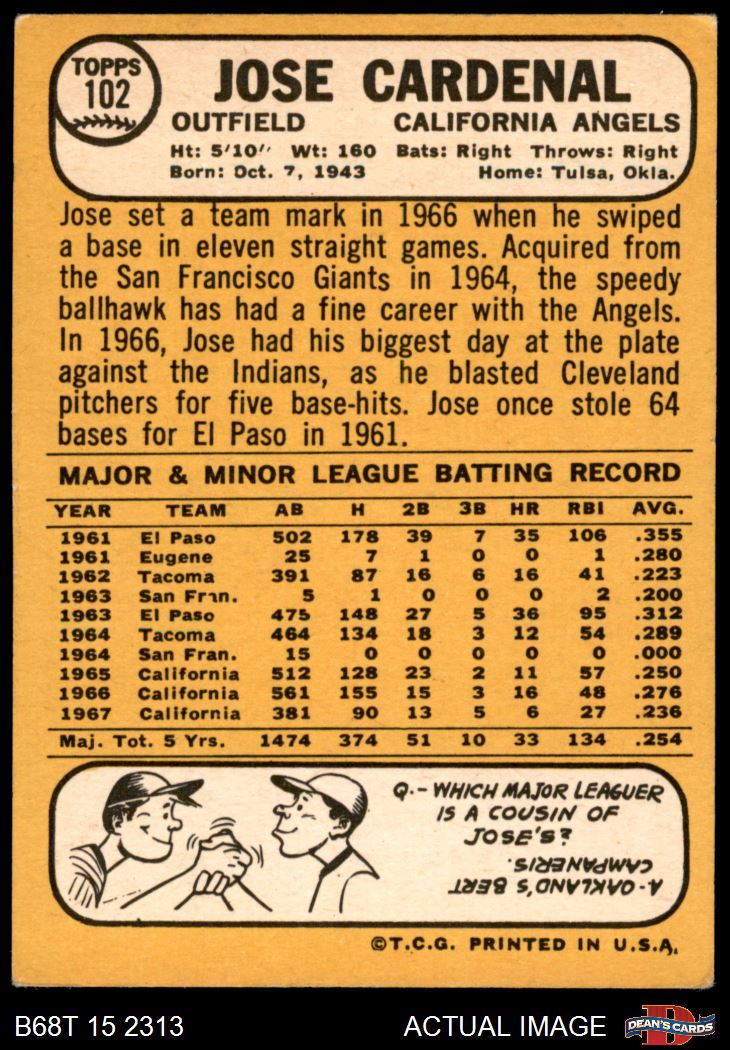 TOPPS
102
JOSE CARDENAL
OUTFIELD CALIFORNIA ANGELS
Ht: 5'10" Wt: 160 Bats: Right Throws: Right
Born: Oct. 7, 1943 Home: Tulsa, Okla.
Jose set a team mark in 1966 when he swiped
a base in eleven straight games. Acquired from
the San Francisco Giants in 1964, the speedy
ballhawk has had a fine career with the Angels.
In 1966, Jose had his biggest day at the plate
against the Indians, as he blasted Cleveland
pitchers for five base-hits. Jose once stole 64
bases for El Paso in 1961.
MAJOR & MINOR LEAGUE BATTING RECORD
YEAR TEAM AB H 2B 3B HR RBI AVG.
1961 El Paso 502 178 39 7 35 106 .355
1961 Eugene 25 7 1 0 0 1 .280
1962 Tacoma 391 87 16 6 16 41 .223
1963 San Fran. 5 1 0 0 0 2 .200
1963 El Paso 475 148 27 5 36 95 .312
1964 Tacoma 464 134 18 3 12 54 .289
1964 San Fran. 15 0 0 0 0 0 .000
1965 California 512 128 23 2 11 57 .250
1966 California 561 155 15 3 16 48 .276
1967 California 381 90 13 5 6 27 .236
Maj. Tot. 5 Yrs. 1474 374 51 10 33 134 .254
Q.- WHICH MAJOR LEAGUER
IS A COUSIN OF
JOSE'S?
A- OAKLAND'S BERT
CAMPANERIS.
©T.C.G. PRINTED IN U.S.A.
B68T 15 2313 ACTUAL IMAGE
D
DEAN'S CARDS